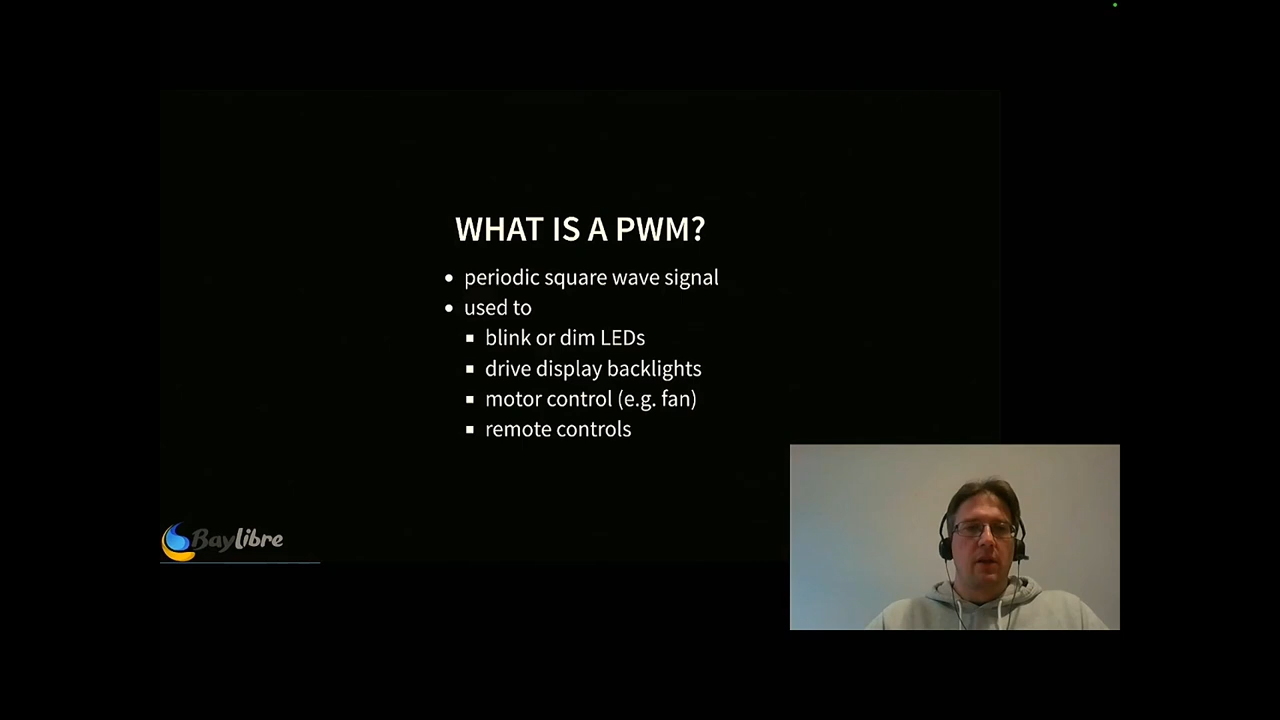 WHAT IS A PWM?
periodic square wave signal
used to
blink or dim LEDs
drive display backlights
motor control (e.g. fan)
remote controls
Baylibre